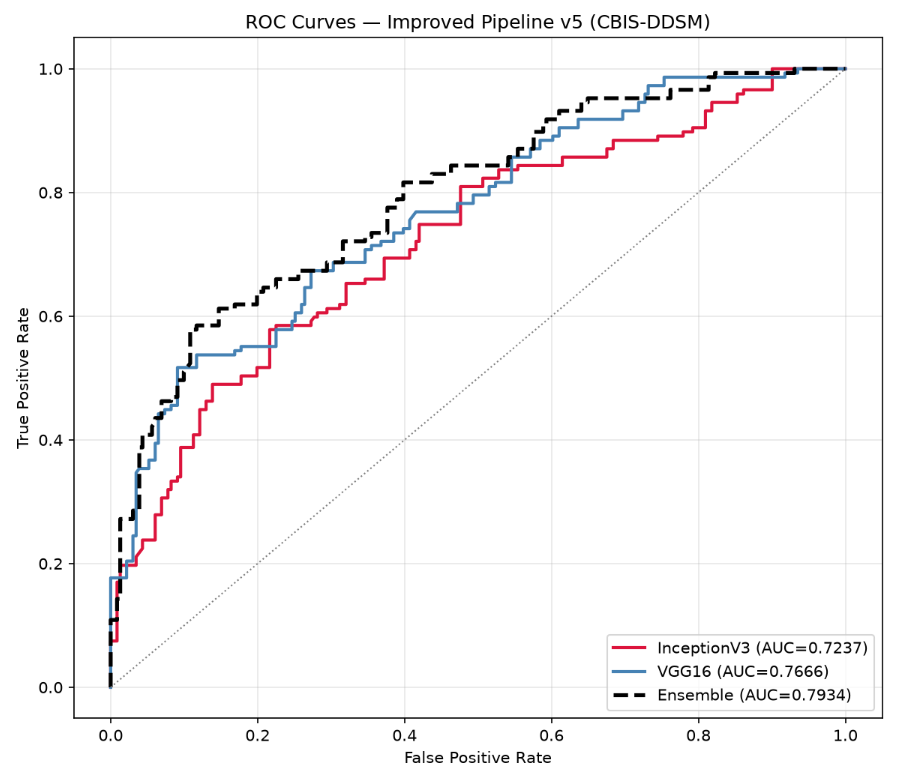 ROC Curves — Improved Pipeline v5 (CBIS-DDSM)
True Positive Rate
1.0
0.8
0.6
0.4
0.2
0.0
0.0 0.2 0.4 0.6 0.8 1.0
False Positive Rate
InceptionV3 (AUC=0.7237)
VGG16 (AUC=0.7666)
Ensemble (AUC=0.7934)